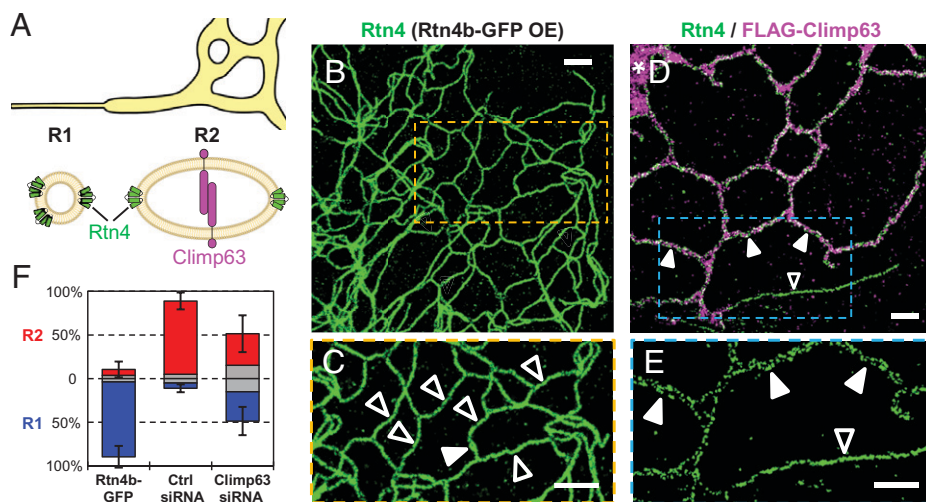 A
R1
R2
Rtn4
Climp63
Rtn4 (Rtn4b-GFP OE)
B
C
Rtn4 / FLAG-Climp63
* D
E
F
100%
50%
0
50%
100%
R2
R1
Rtn4b-GFP
Ctrl siRNA
Climp63 siRNA